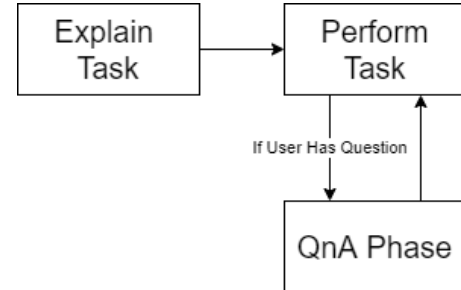 Explain
Task
Perform
Task
If User Has Question
QnA Phase